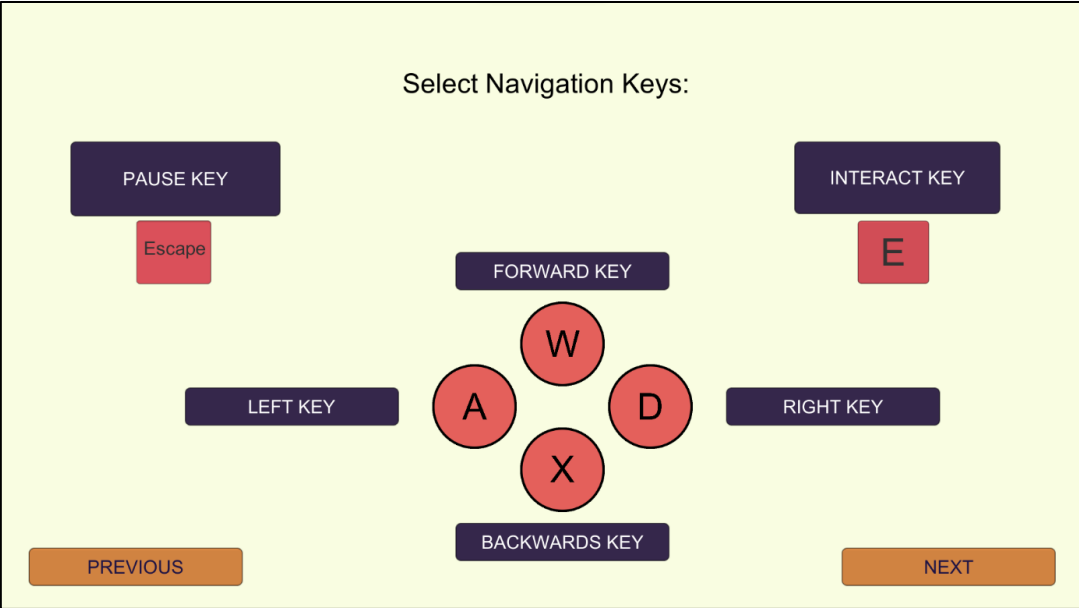 Select Navigation Keys:
PAUSE KEY
INTERACT KEY
Escape
E
FORWARD KEY
W
LEFT KEY
A
D
RIGHT KEY
X
BACKWARDS KEY
PREVIOUS
NEXT